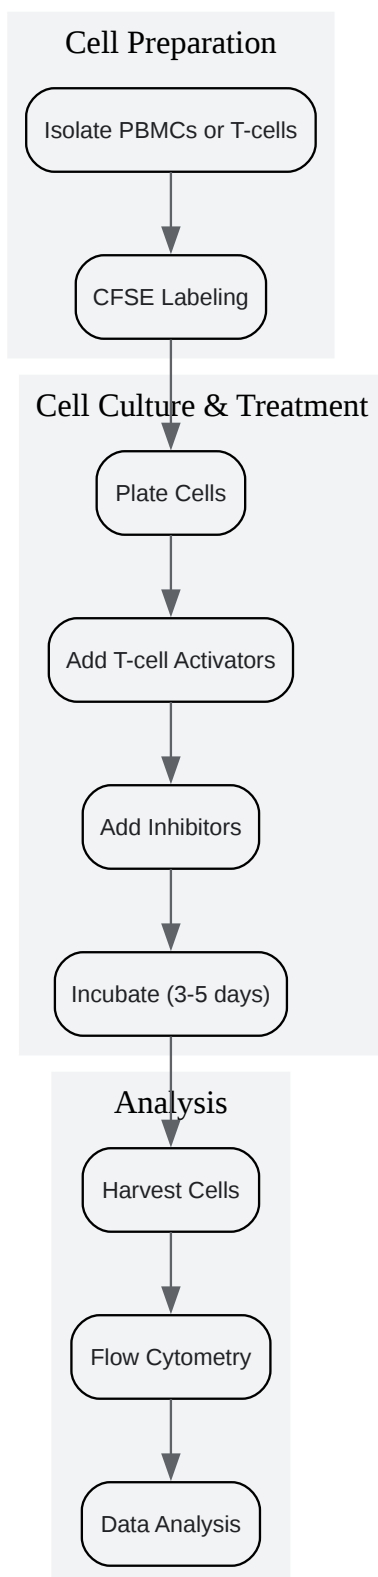 Cell Preparation
Isolate PBMCs or T-cells
CFSE Labeling
Cell Culture & Treatment
Plate Cells
Add T-cell Activators
Add Inhibitors
Incubate (3-5 days)
Analysis
Harvest Cells
Flow Cytometry
Data Analysis